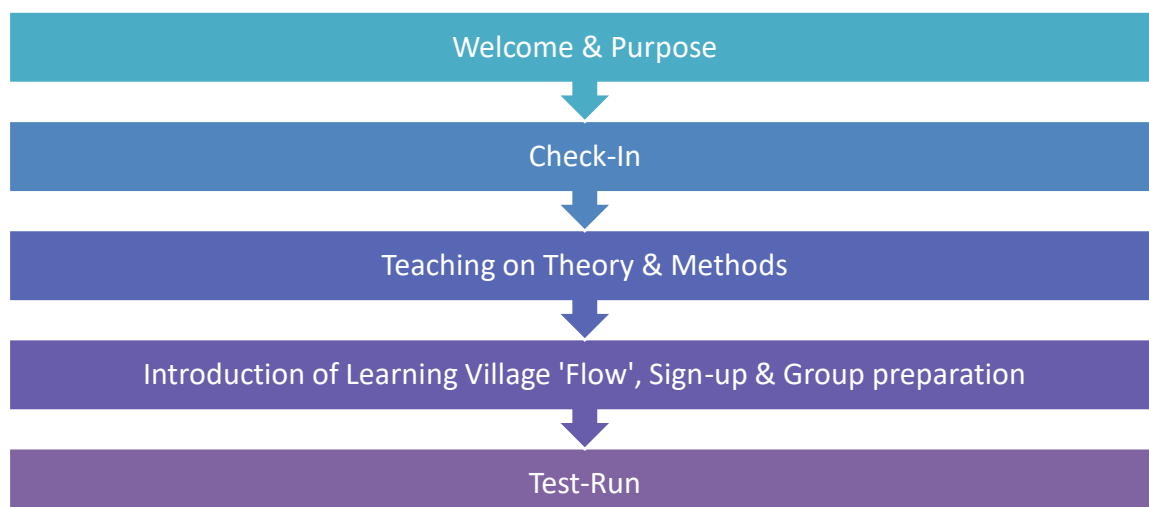 Welcome & Purpose
Check-In
Teaching on Theory & Methods
Introduction of Learning Village 'Flow', Sign-up & Group preparation
Test-Run